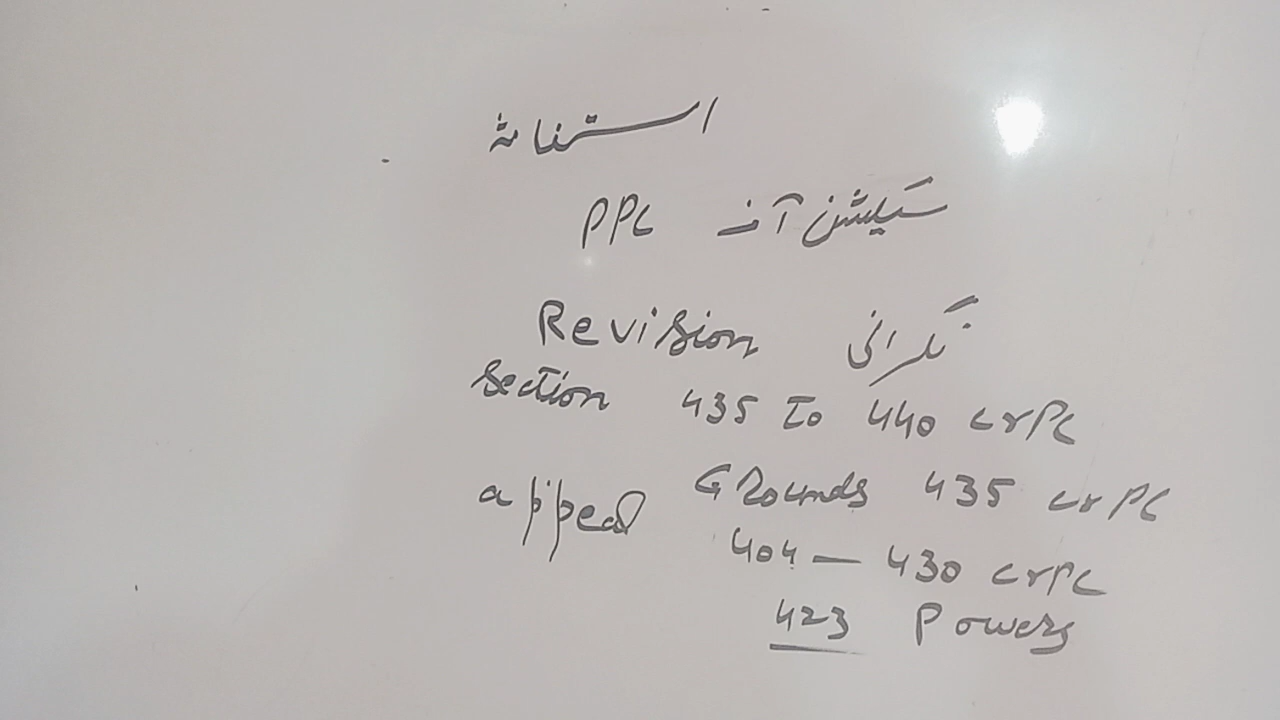 استغاثہ
سیکشن آف PPC
Revision نگرانی
Section 435 to 440 CrPC
Grounds 435 CrPC
appeal 404 — 430 CrPC
423 Powers